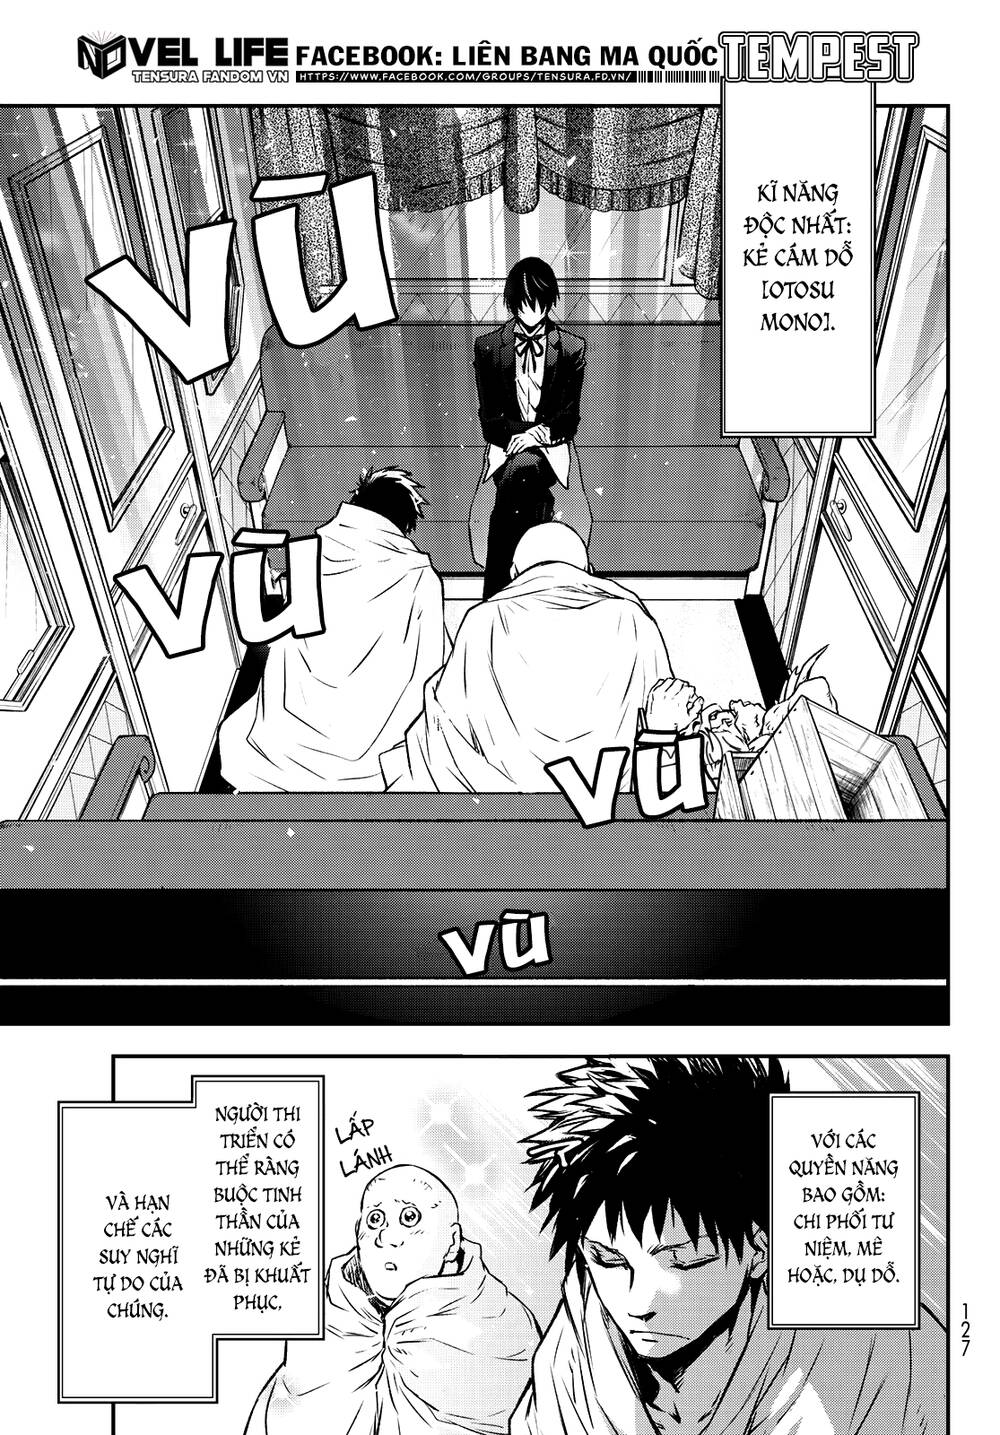 NOVEL LIFE
TENSURA FANDOM VN
FACEBOOK: LIÊN BANG MA QUỐC
HTTPS://WWW.FACEBOOK.COM/GROUPS/TENSURA.FD.VN/
TEMPEST
KĨ NĂNG
ĐỘC NHẤT:
KẺ CÁM DỖ
[OTOSU
MONO].
VÙ
VÙ
VÙ
VÙ
VỚI CÁC
QUYỀN NĂNG
BAO GỒM:
CHI PHỐI TƯ
NIỆM, MÊ
HOẶC, DỤ DỖ.
LẤP
LÁNH
NGƯỜI THI
TRIỂN CÓ
THỂ RÀNG
BUỘC TINH
THẦN CỦA
NHỮNG KẺ
ĐÃ BỊ KHUẤT
PHỤC,
VÀ HẠN
CHẾ CÁC
SUY NGHĨ
TỰ DO CỦA
CHÚNG.
127